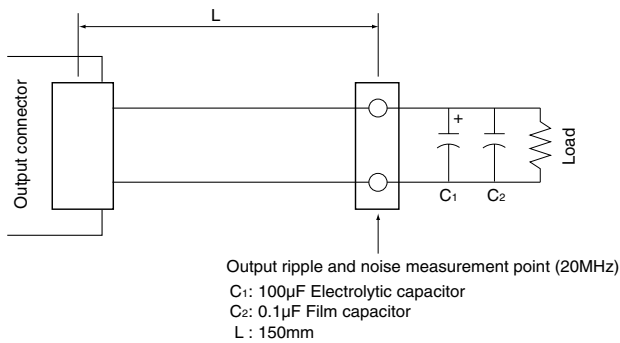 L
Output connector
+
C1
C2
Load
Output ripple and noise measurement point (20MHz)
C1: 100µF Electrolytic capacitor
C2: 0.1µF Film capacitor
L : 150mm